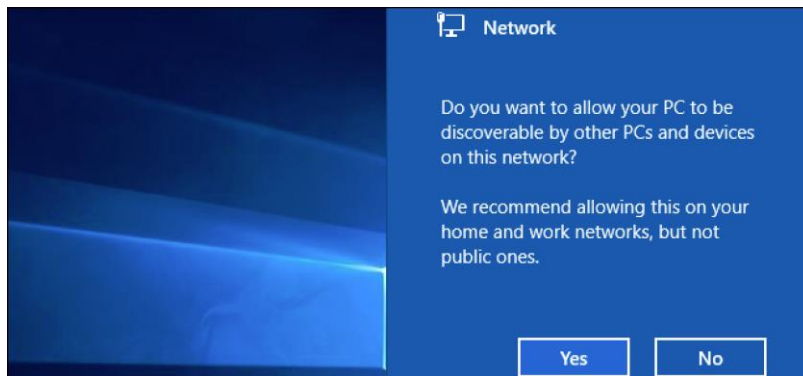 Network
Do you want to allow your PC to be
discoverable by other PCs and devices
on this network?
We recommend allowing this on your
home and work networks, but not
public ones.
Yes No